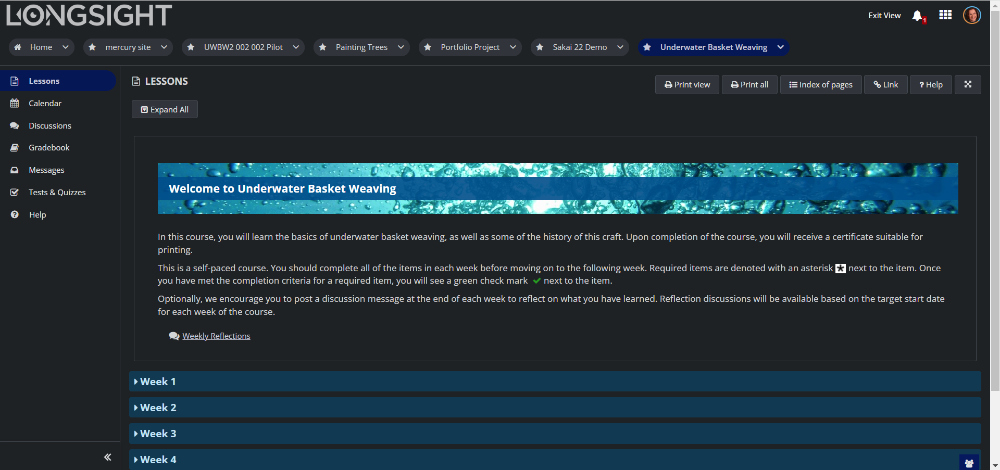 LONGSIGHT
Exit View
1
Home
mercury site
UWBW2 002 002 Pilot
Painting Trees
Portfolio Project
Sakai 22 Demo
Underwater Basket Weaving
Lessons
Calendar
Discussions
Gradebook
Messages
Tests & Quizzes
Help
LESSONS
Print view
Print all
Index of pages
Link
? Help
Expand All
Welcome to Underwater Basket Weaving
In this course, you will learn the basics of underwater basket weaving, as well as some of the history of this craft. Upon completion of the course, you will receive a certificate suitable for
printing.
This is a self-paced course. You should complete all of the items in each week before moving on to the following week. Required items are denoted with an asterisk * next to the item. Once
you have met the completion criteria for a required item, you will see a green check mark ✔ next to the item.
Optionally, we encourage you to post a discussion message at the end of each week to reflect on what you have learned. Reflection discussions will be available based on the target start date
for each week of the course.
Weekly Reflections
Week 1
Week 2
Week 3
Week 4